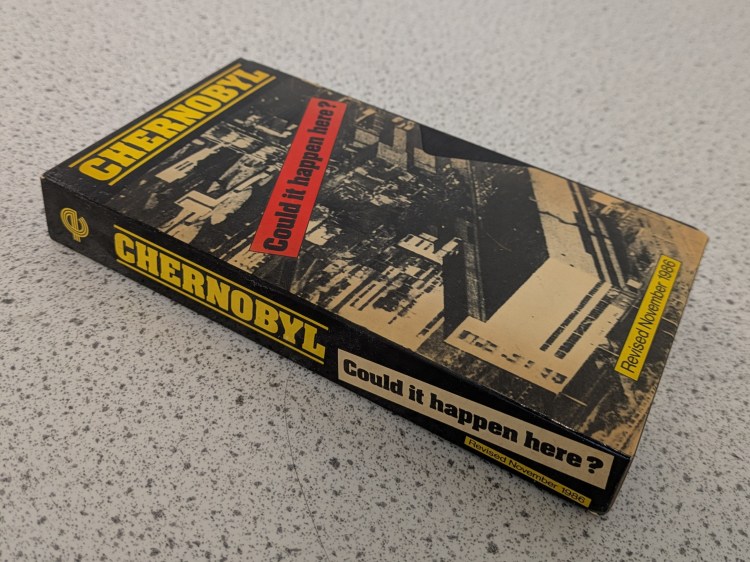 CHERNOBYL
Could it happen here?
Revised November 1986
CHERNOBYL
Could it happen here?
Revised November 1986